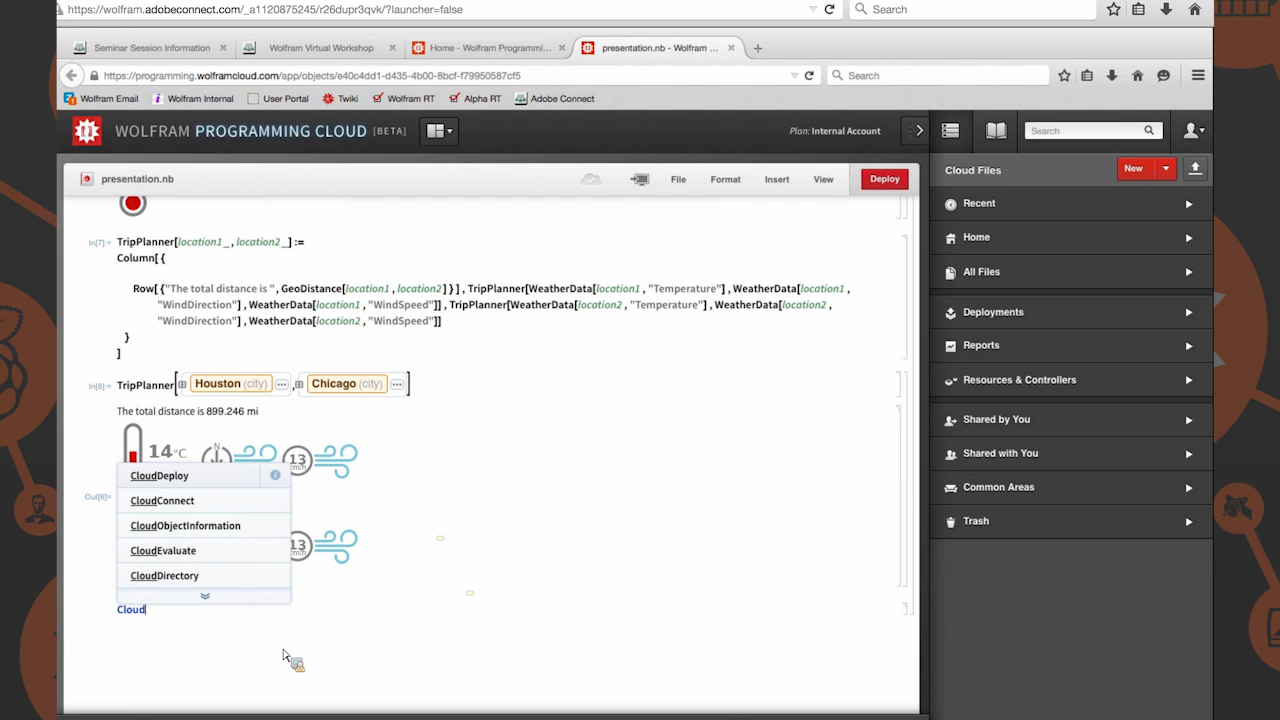 https://wolfram.adobeconnect.com/_a1120875245/r26dupr3qvk/?launcher=false
Search
Seminar Session Information
Wolfram Virtual Workshop
Home - Wolfram Programmi...
presentation.nb - Wolfram ...
https://programming.wolframcloud.com/app/objects/e40c4dd1-d435-4b00-8bcf-f79950587cf5
Search
Wolfram Email
Wolfram Internal
User Portal
Twiki
Wolfram RT
Alpha RT
Adobe Connect
WOLFRAM PROGRAMMING CLOUD [BETA]
Plan: Internal Account
Search
presentation.nb
File
Format
Insert
View
Deploy
Cloud Files
New
Recent
Home
All Files
Deployments
Reports
Resources & Controllers
Shared by You
Shared with You
Common Areas
Trash
In[7]:= TripPlanner[location1_, location2_] :=
Column[ {
Row[ {"The total distance is ", GeoDistance[location1, location2] } ] , TripPlanner[WeatherData[location1, "Temperature"] , WeatherData[location1,
"WindDirection"] , WeatherData[location1, "WindSpeed"]] , TripPlanner[WeatherData[location2, "Temperature"] , WeatherData[location2,
"WindDirection"] , WeatherData[location2, "WindSpeed"]]
}
]
In[8]:= TripPlanner[ Houston (city) , Chicago (city) ]
The total distance is 899.246 mi
14°C
N
13
km/h
Out[8]=
CloudDeploy
CloudConnect
CloudObjectInformation
CloudEvaluate
CloudDirectory
13
km/h
Cloud